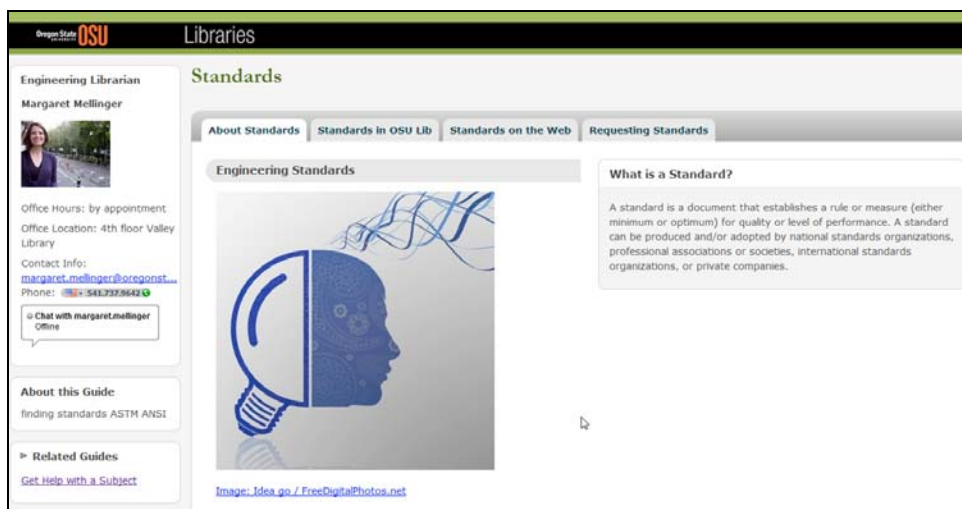 Oregon State
UNIVERSITY
OSU
Libraries
Engineering Librarian
Margaret Mellinger
Office Hours: by appointment
Office Location: 4th floor Valley
Library
Contact Info:
margaret.mellinger@oregonst...
Phone: 541.737.9642
Chat with margaret.mellinger
Offline
About this Guide
finding standards ASTM ANSI
Related Guides
Get Help with a Subject
Standards
About Standards
Standards in OSU Lib
Standards on the Web
Requesting Standards
Engineering Standards
Image: Idea go / FreeDigitalPhotos.net
What is a Standard?
A standard is a document that establishes a rule or measure (either
minimum or optimum) for quality or level of performance. A standard
can be produced and/or adopted by national standards organizations,
professional associations or societies, international standards
organizations, or private companies.